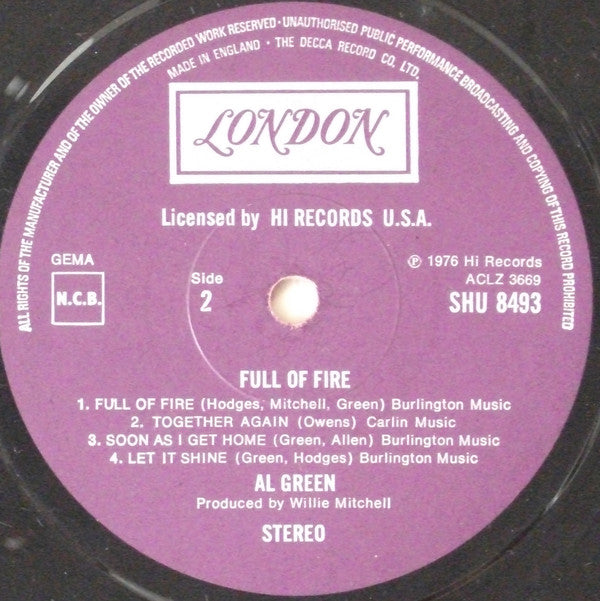 ALL RIGHTS OF THE MANUFACTURER AND OF THE OWNER OF THE RECORDED WORK RESERVED · UNAUTHORISED PUBLIC PERFORMANCE BROADCASTING AND COPYING OF THIS RECORD PROHIBITED
MADE IN ENGLAND · THE DECCA RECORD CO. LTD.
LONDON
Licensed by HI RECORDS U.S.A.
GEMA
N.C.B.
Side
2
℗ 1976 Hi Records
ACLZ 3669
SHU 8493
FULL OF FIRE
1. FULL OF FIRE (Hodges, Mitchell, Green) Burlington Music
2. TOGETHER AGAIN (Owens) Carlin Music
3. SOON AS I GET HOME (Green, Allen) Burlington Music
4. LET IT SHINE (Green, Hodges) Burlington Music
AL GREEN
Produced by Willie Mitchell
STEREO